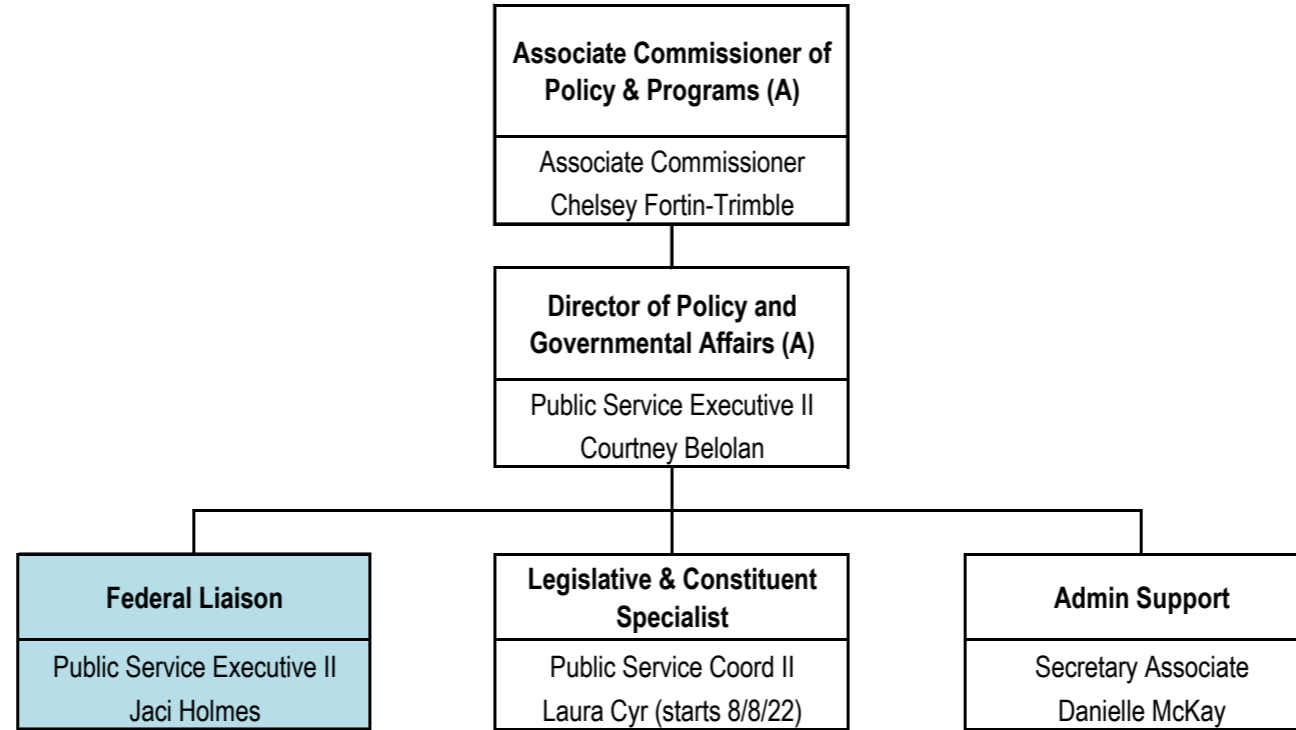 Associate Commissioner of
Policy & Programs (A)
Associate Commissioner
Chelsey Fortin-Trimble
Director of Policy and
Governmental Affairs (A)
Public Service Executive II
Courtney Belolan
Federal Liaison
Public Service Executive II
Jaci Holmes
Legislative & Constituent
Specialist
Public Service Coord II
Laura Cyr (starts 8/8/22)
Admin Support
Secretary Associate
Danielle McKay